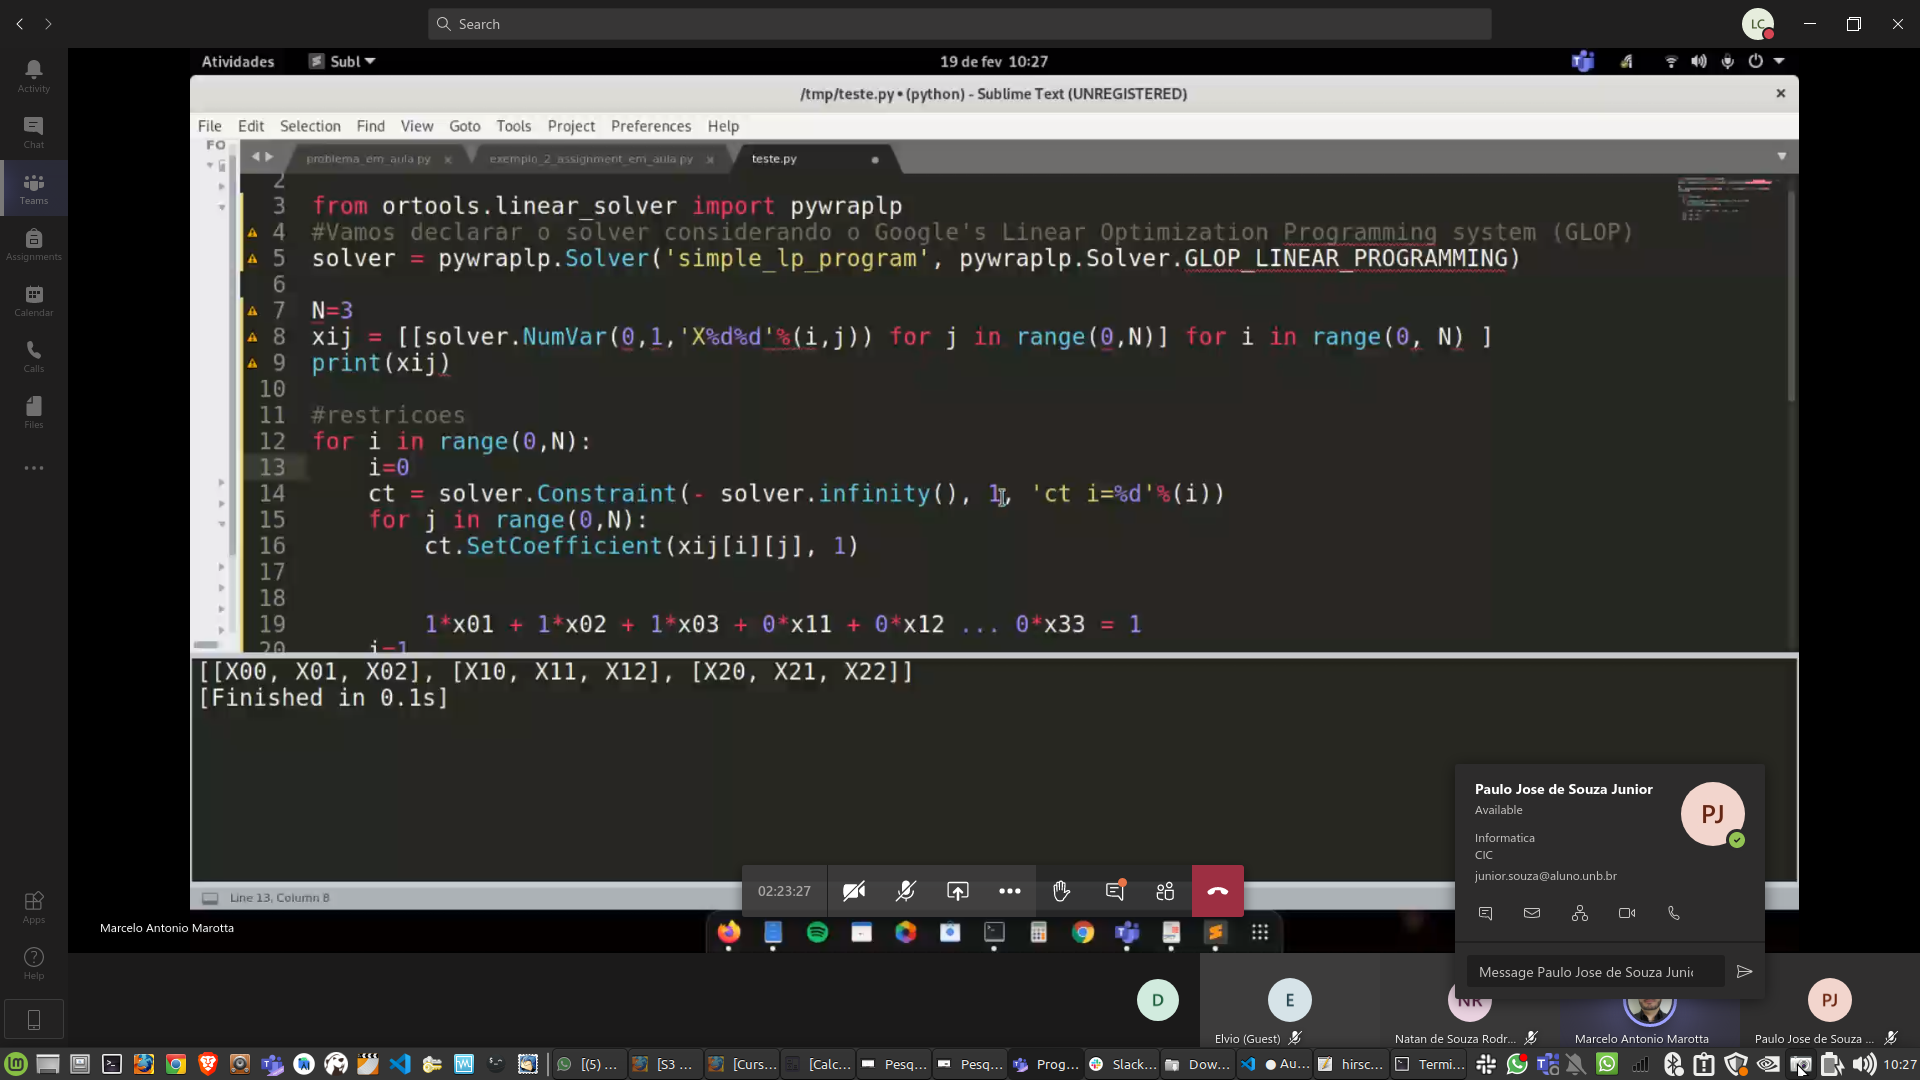 Search
LC
Activity
Chat
Teams
Assignments
Calendar
Calls
Files
Apps
Help
Atividades
Subl
19 de fev 10:27
/tmp/teste.py • (python) - Sublime Text (UNREGISTERED)
File Edit Selection Find View Goto Tools Project Preferences Help
FO
problema_em_aula.py
exemplo_2_assignment_em_aula.py
teste.py
2
3 from ortools.linear_solver import pywraplp
4 #Vamos declarar o solver considerando o Google's Linear Optimization Programming system (GLOP)
5 solver = pywraplp.Solver('simple_lp_program', pywraplp.Solver.GLOP_LINEAR_PROGRAMMING)
6
7 N=3
8 xij = [[solver.NumVar(0,1,'X%d%d'%(i,j)) for j in range(0,N)] for i in range(0, N) ]
9 print(xij)
10
11 #restricoes
12 for i in range(0,N):
13 i=0
14 ct = solver.Constraint(- solver.infinity(), 1, 'ct i=%d'%(i))
15 for j in range(0,N):
16 ct.SetCoefficient(xij[i][j], 1)
17
18
19 1*x01 + 1*x02 + 1*x03 + 0*x11 + 0*x12 ... 0*x33 = 1
20 i=1
[[X00, X01, X02], [X10, X11, X12], [X20, X21, X22]]
[Finished in 0.1s]
Line 13, Column 8
02:23:27
Marcelo Antonio Marotta
Paulo Jose de Souza Junior
Available
PJ
Informatica
CIC
junior.souza@aluno.unb.br
Message Paulo Jose de Souza Juni
D
E
NR
PJ
Elvio (Guest)
Natan de Souza Rodr...
Marcelo Antonio Marotta
Paulo Jose de Souza ...
[(5) ...
[S3 ...
[Curs...
[Calc...
Pesq...
Pesq...
Prog...
Slack...
Dow...
Au...
hirsc...
Termi...
10:27